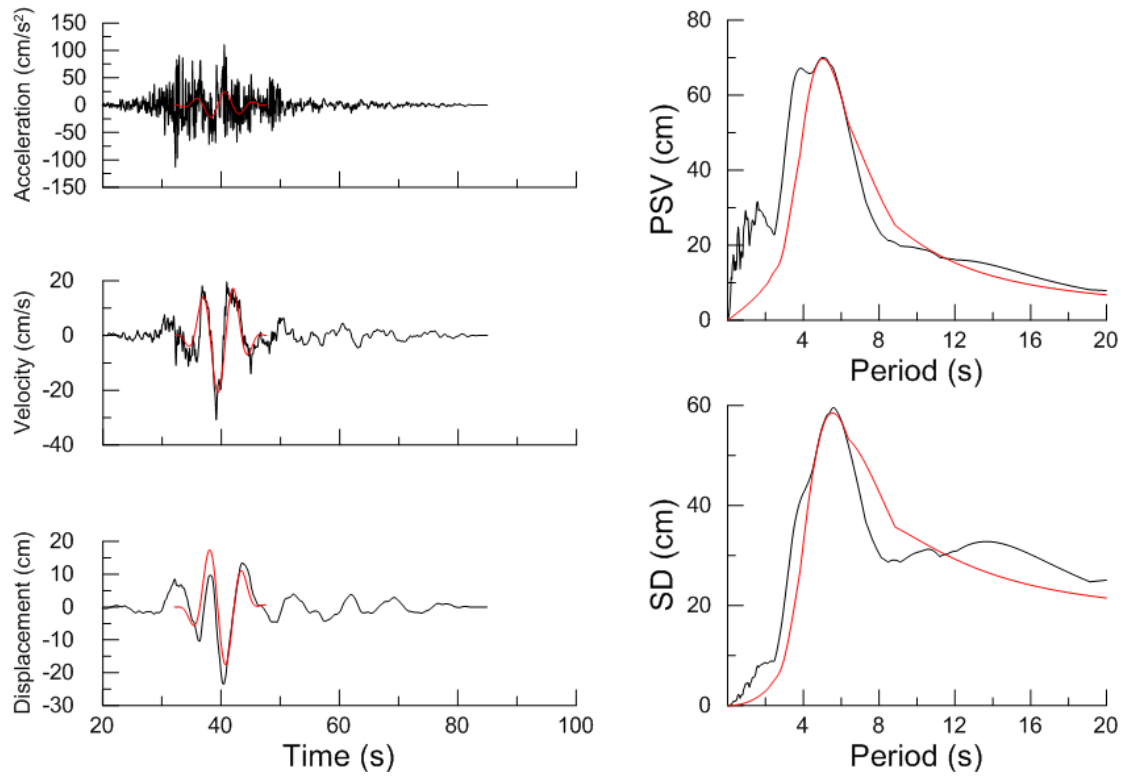 Acceleration (cm/s²)
150
100
50
0
-50
-100
-150
Velocity (cm/s)
20
0
-20
-40
Displacement (cm)
20
10
0
-10
-20
-30
20 40 60 80 100
Time (s)
PSV (cm)
80
60
40
20
0
4 8 12 16 20
Period (s)
SD (cm)
60
40
20
0
4 8 12 16 20
Period (s)